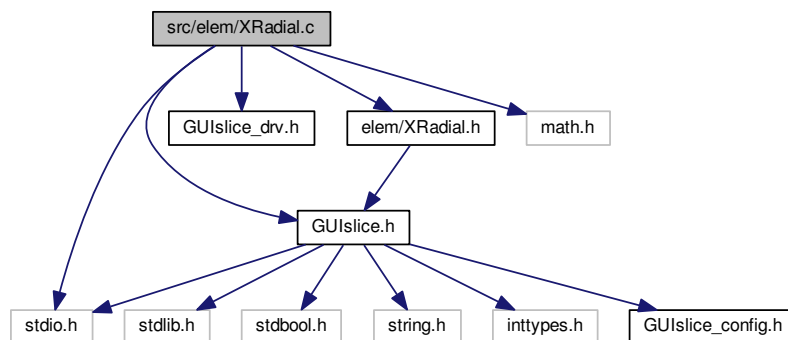 src/elem/XRadial.c
GUIslice_drv.h
elem/XRadial.h
math.h
GUIslice.h
stdio.h
stdlib.h
stdbool.h
string.h
inttypes.h
GUIslice_config.h